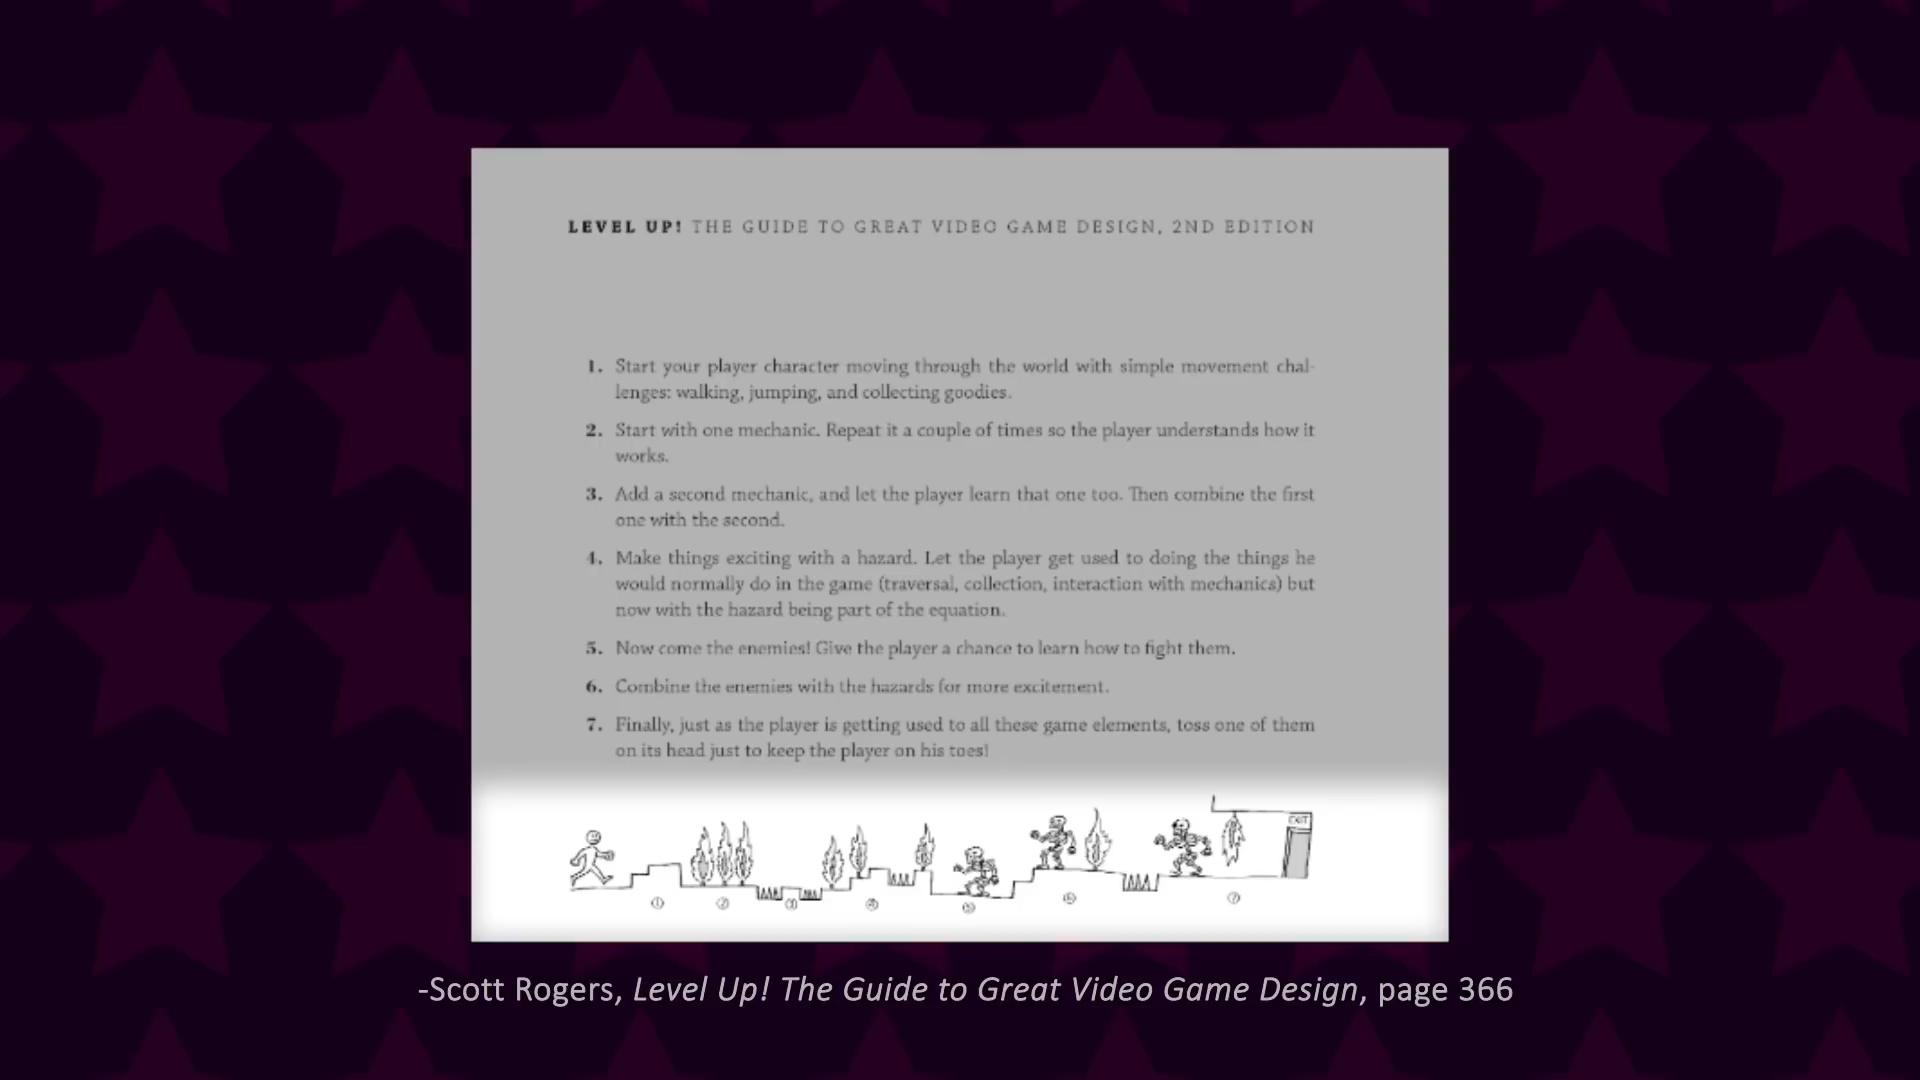 LEVEL UP! THE GUIDE TO GREAT VIDEO GAME DESIGN, 2ND EDITION
1. Start your player character moving through the world with simple movement chal-
lenges: walking, jumping, and collecting goodies.
2. Start with one mechanic. Repeat it a couple of times so the player understands how it
works.
3. Add a second mechanic, and let the player learn that one too. Then combine the first
one with the second.
4. Make things exciting with a hazard. Let the player get used to doing the things he
would normally do in the game (traversal, collection, interaction with mechanics) but
now with the hazard being part of the equation.
5. Now come the enemies! Give the player a chance to learn how to fight them.
6. Combine the enemies with the hazards for more excitement.
7. Finally, just as the player is getting used to all these game elements, toss one of them
on its head just to keep the player on his toes!
EXIT
① ② ③ ④ ⑤ ⑥ ⑦
-Scott Rogers, Level Up! The Guide to Great Video Game Design, page 366